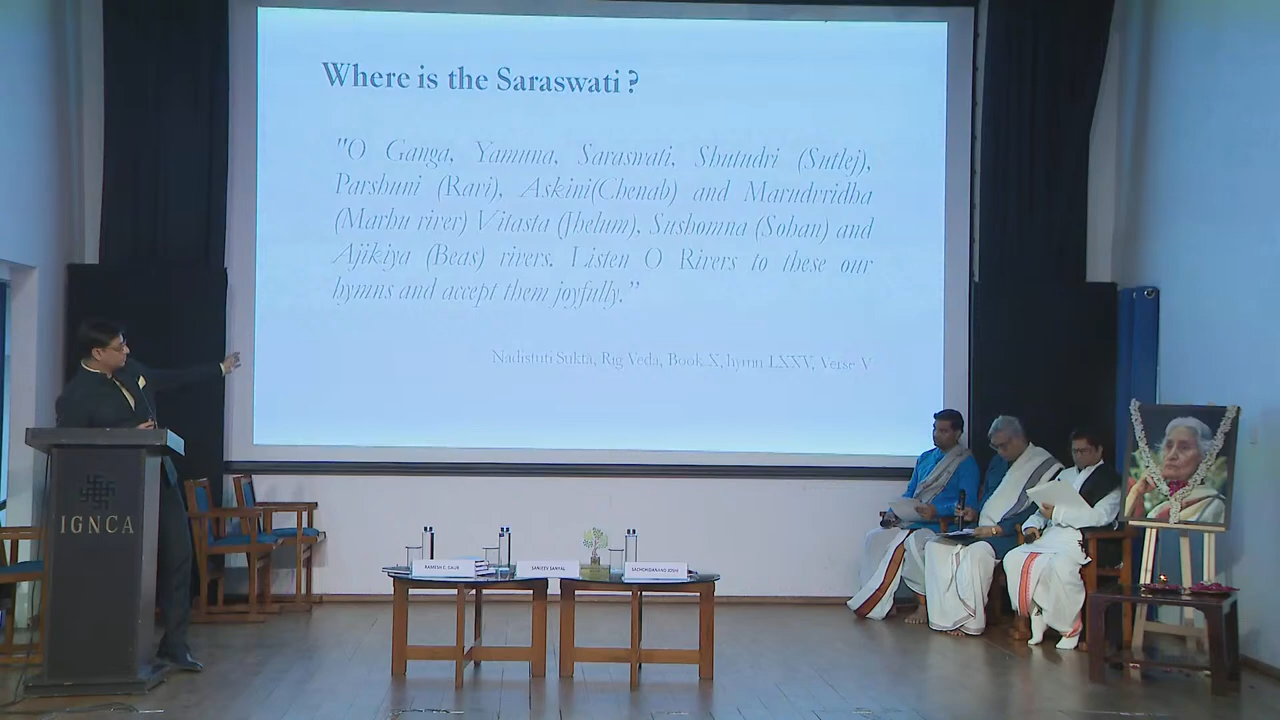 Where is the Saraswati ?
"O Ganga, Yamuna, Saraswati, Shutudri (Sutlej),
Parshuni (Ravi), Askini(Chenab) and Marudvridha
(Marhu river) Vitasta (Jhelum), Sushomna (Sohan) and
Ajikiya (Beas) rivers. Listen O Rivers to these our
hymns and accept them joyfully."
Nadistuti Sukta, Rig Veda, Book X, hymn LXXV, Verse V
IGNCA
RAMESH C. GAUR
SANJEEV SANYAL
SACHCHIDANAND JOSHI